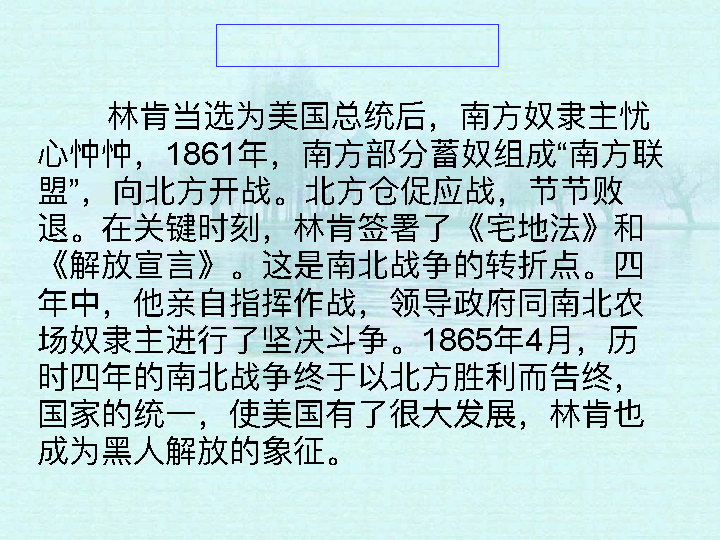 林肯当选为美国总统后，南方奴隶主忧
心忡忡，1861年，南方部分蓄奴组成“南方联
盟”，向北方开战。北方仓促应战，节节败
退。在关键时刻，林肯签署了《宅地法》和
《解放宣言》。这是南北战争的转折点。四
年中，他亲自指挥作战，领导政府同南北农
场奴隶主进行了坚决斗争。1865年4月，历
时四年的南北战争终于以北方胜利而告终，
国家的统一，使美国有了很大发展，林肯也
成为黑人解放的象征。